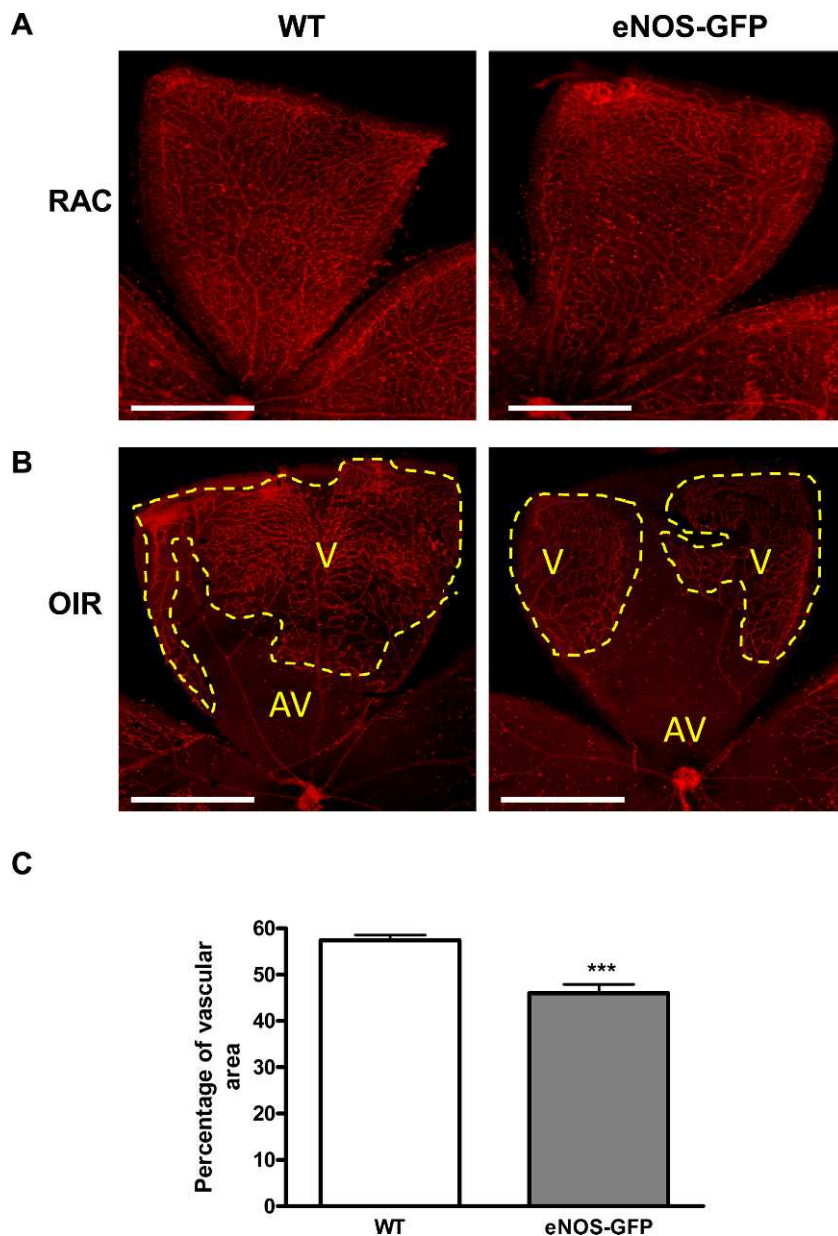 A
WT
eNOS-GFP
RAC
B
OIR
V
AV
V
V
AV
C
Percentage of vascular
area
60
50
40
30
20
10
0
***
WT
eNOS-GFP